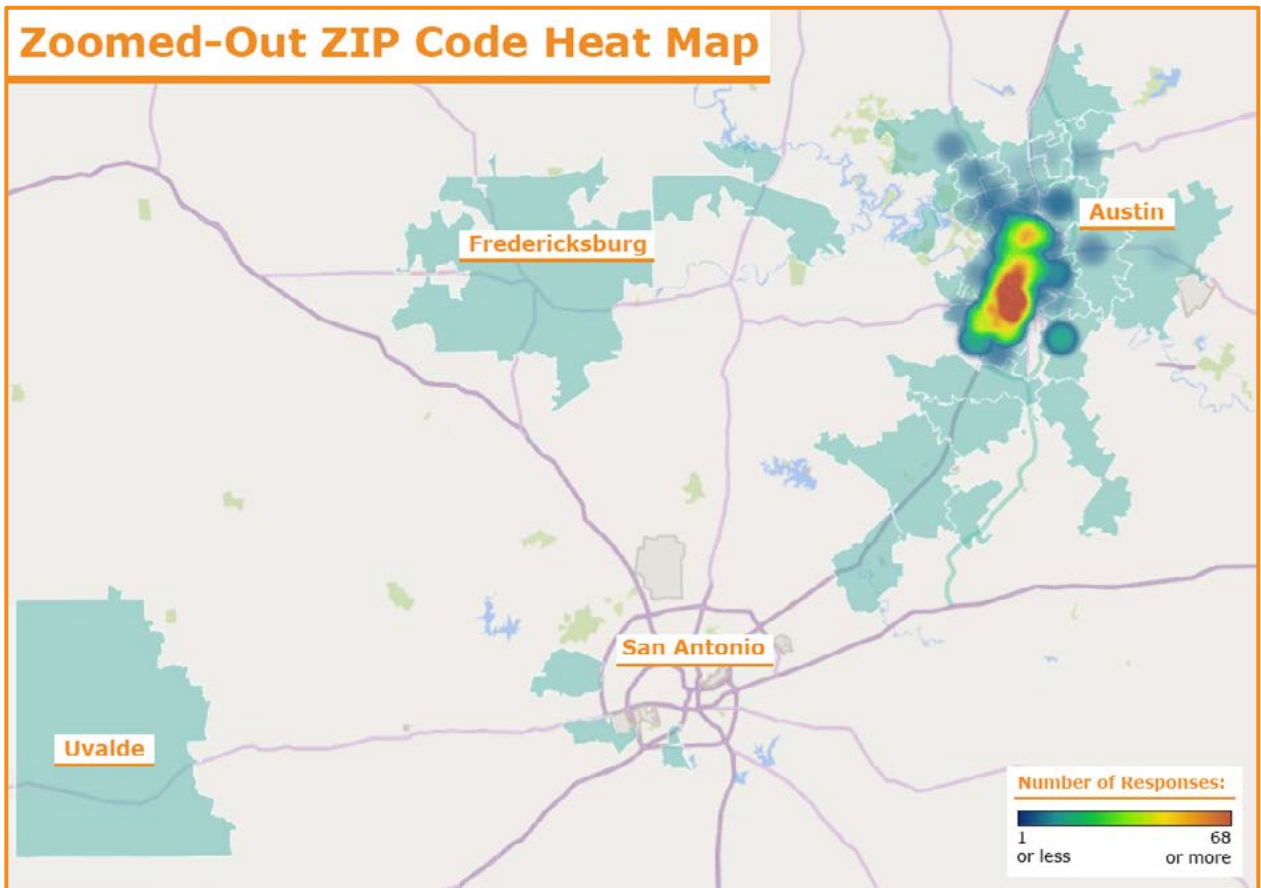 Zoomed-Out ZIP Code Heat Map
Austin
Fredericksburg
San Antonio
Uvalde
Number of Responses:
1 68
or less or more